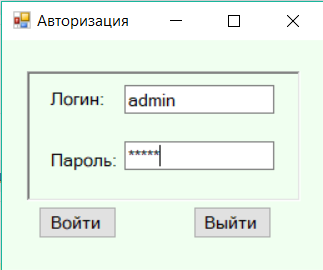 Авторизация
Логин: admin
Пароль: *****
Войти Выйти